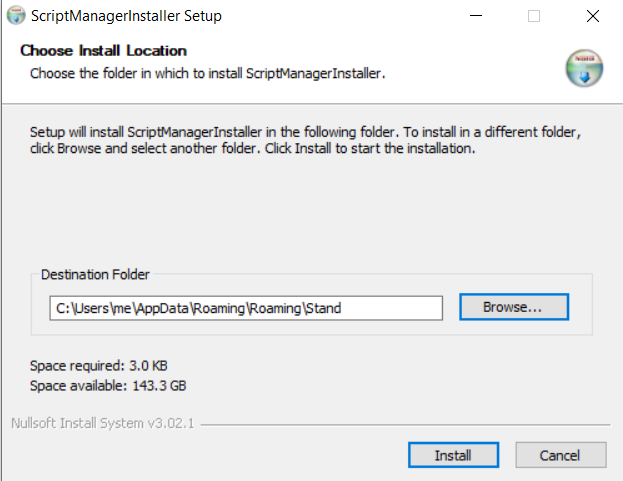 ScriptManagerInstaller Setup
Choose Install Location
Choose the folder in which to install ScriptManagerInstaller.
Setup will install ScriptManagerInstaller in the following folder. To install in a different folder,
click Browse and select another folder. Click Install to start the installation.
Destination Folder
C:\Users\me\AppData\Roaming\Roaming\Stand
Browse...
Space required: 3.0 KB
Space available: 143.3 GB
Nullsoft Install System v3.02.1
Install
Cancel